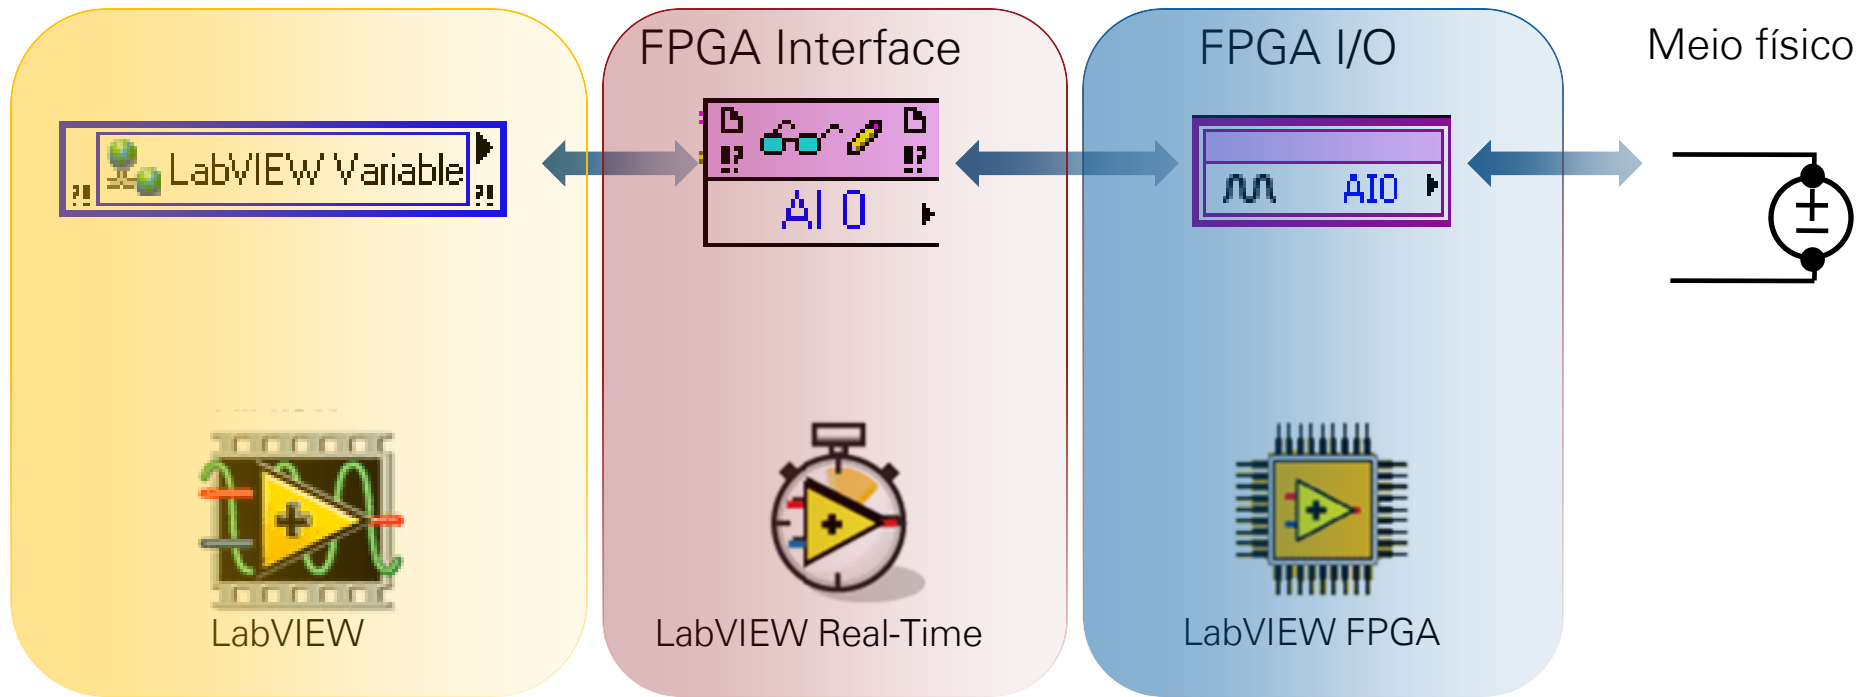 FPGA Interface
FPGA I/O
Meio físico
LabVIEW Variable
?!
?!
!?
!?
AI 0
AI0
LabVIEW
LabVIEW Real-Time
LabVIEW FPGA